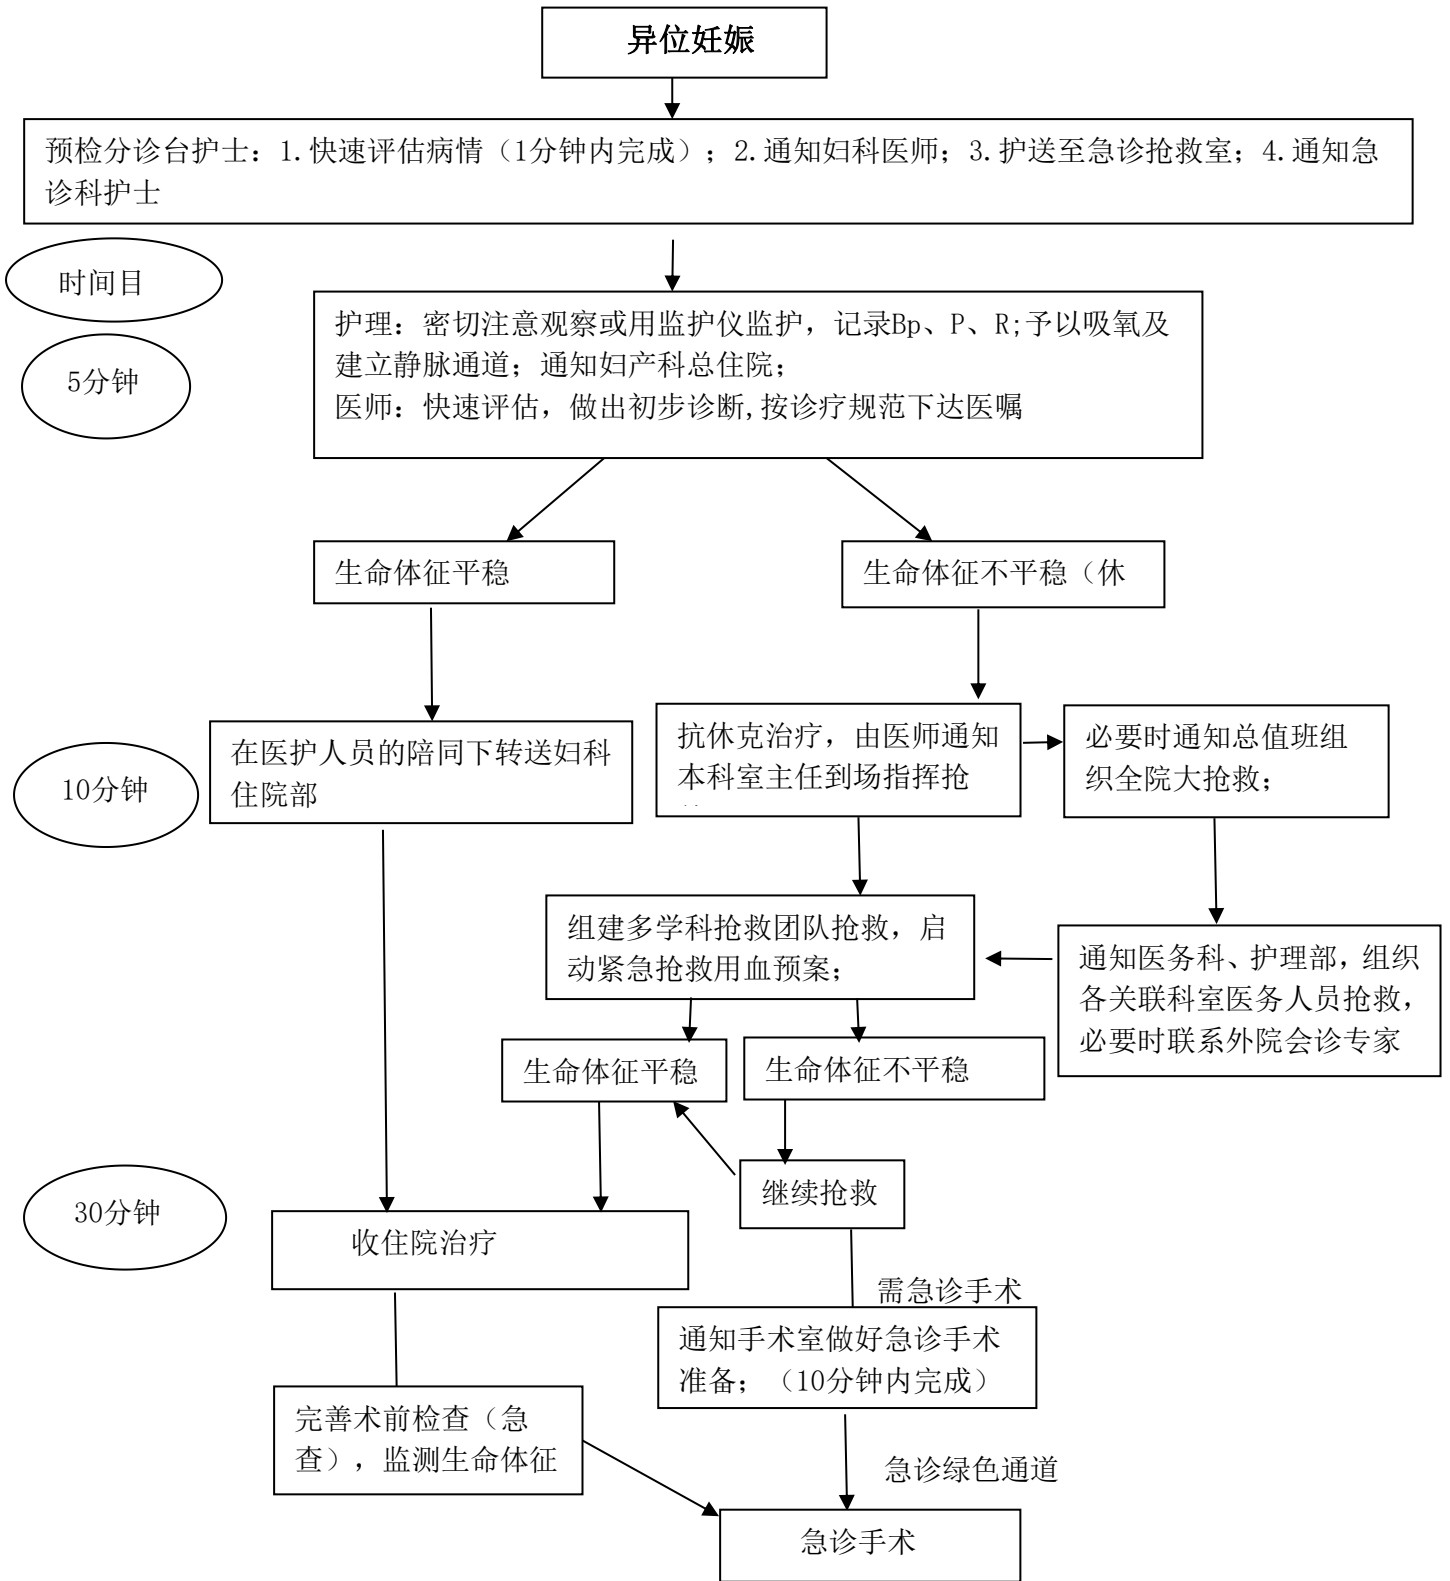 异位妊娠
预检分诊台护士：1.快速评估病情（1分钟内完成）；2.通知妇科医师；3.护送至急诊抢救室；4.通知急
诊科护士
时间目
护理：密切注意观察或用监护仪监护，记录Bp、P、R;予以吸氧及
建立静脉通道；通知妇产科总住院；
医师：快速评估，做出初步诊断,按诊疗规范下达医嘱
5分钟
生命体征平稳
生命体征不平稳（休
10分钟
在医护人员的陪同下转送妇科
住院部
抗休克治疗，由医师通知
本科室主任到场指挥抢
必要时通知总值班组
织全院大抢救；
组建多学科抢救团队抢救，启
动紧急抢救用血预案；
通知医务科、护理部，组织
各关联科室医务人员抢救，
必要时联系外院会诊专家
生命体征平稳
生命体征不平稳
30分钟
继续抢救
收住院治疗
需急诊手术
通知手术室做好急诊手术
准备；（10分钟内完成）
完善术前检查（急
查），监测生命体征
急诊绿色通道
急诊手术